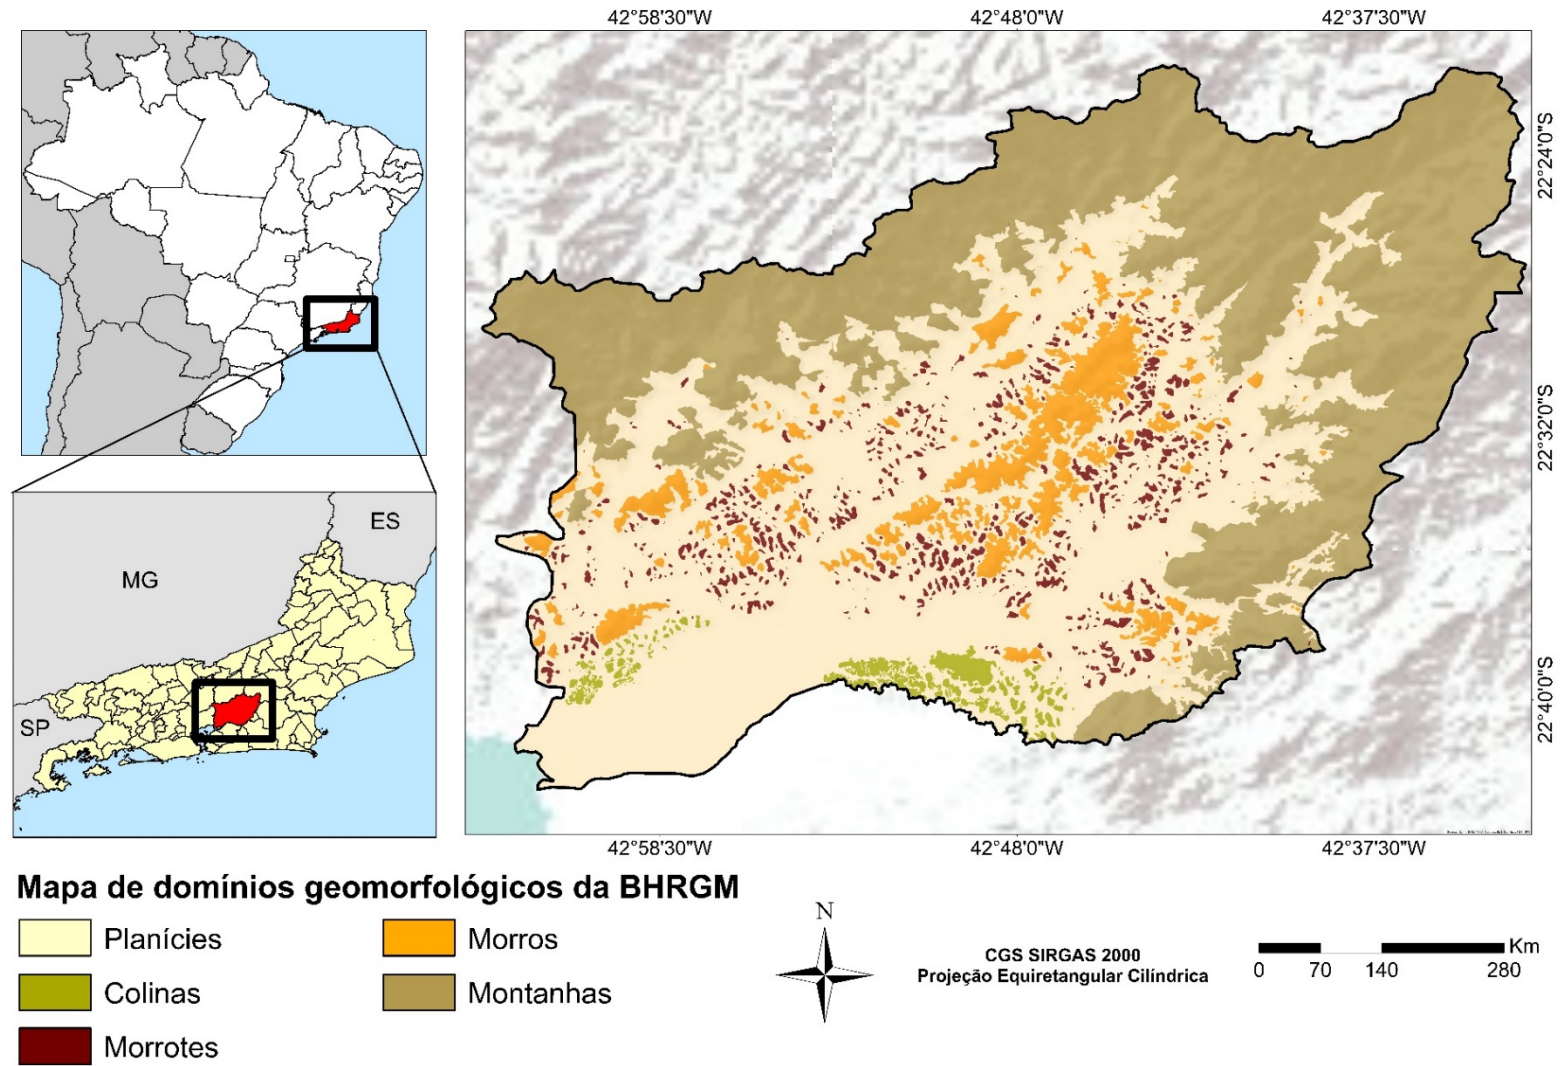 42°58'30"W 42°48'0"W 42°37'30"W
22°24'0"S
22°32'0"S
22°40'0"S
ES
MG
SP
42°58'30"W 42°48'0"W 42°37'30"W
Mapa de domínios geomorfológicos da BHRGM
Planícies
Colinas
Morrotes
Morros
Montanhas
N
CGS SIRGAS 2000
Projeção Equiretangular Cilíndrica
Km
0 70 140 280